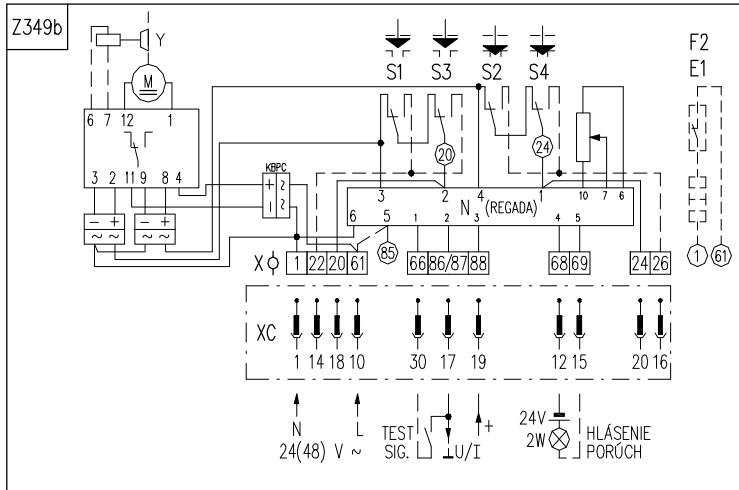 Z349b
Y
M
6 7 12 1
3 2 11 9 8 4
− + − +
~ ~
KBPC
+ ~
− ~
S1 S3 S2 S4
20 24
F2
E1
3 2 4 1 10 7 6
N (REGADA)
6 5 1 2 3 4 5
85
1 61
X 1 22 20 61 66 86/87 88 68 69 24 26
XC
1 14 18 10 30 17 19 12 15 20 16
N L
24(48) V ~
TEST
SIG.
⊥U/I
+
24V
2W
HLÁSENIE
PORÚCH